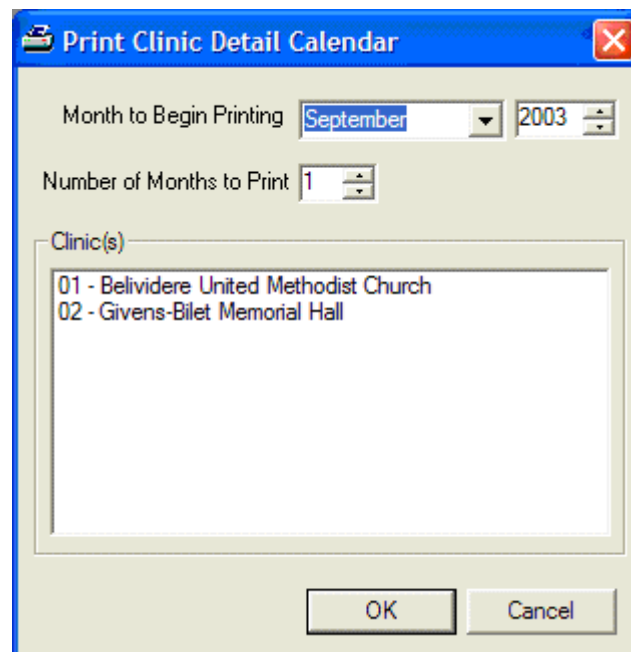 Print Clinic Detail Calendar
Month to Begin Printing September 2003
Number of Months to Print 1
Clinic(s)
01 - Belividere United Methodist Church
02 - Givens-Bilet Memorial Hall
OK Cancel